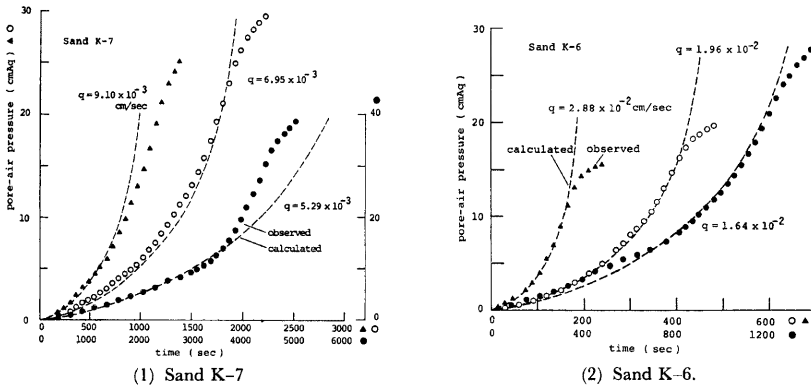 (1)
Sand K-7
q=9.10×10⁻³
cm/sec
q=6.95×10⁻³
q=5.29×10⁻³
observed
calculated
pore-air pressure (cmAq) ▲ ○
30
20
10
0
●
40
20
0
0 500 1000 1500 2000 2500 3000 ▲ ○
0 1000 2000 3000 4000 5000 6000 ●
time (sec)
(1) Sand K-7
(2)
Sand K-6
q=1.96×10⁻²
q=2.88×10⁻² cm/sec
calculated observed
q=1.64×10⁻²
pore-air pressure (cmAq)
30
20
10
0
0 200 400 600 ○ ▲
0 400 800 1200 ●
time (sec)
(2) Sand K-6.